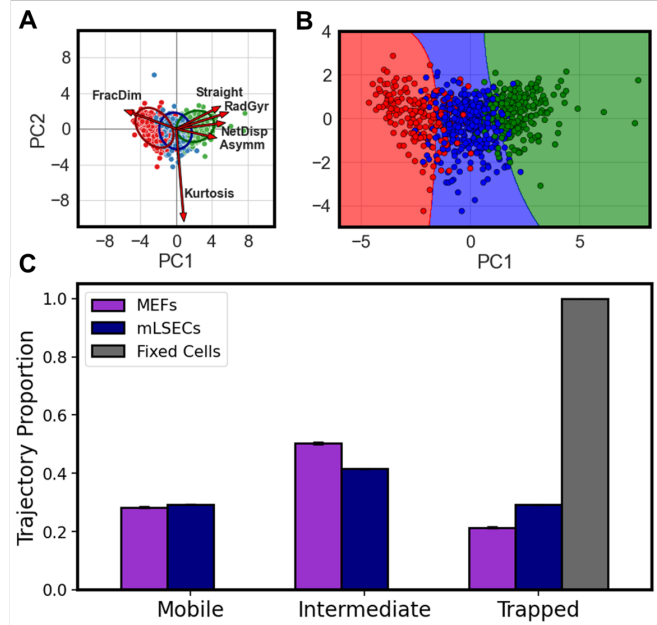 A
B
8
4
0
−4
−8
PC2
FracDim
Straight
RadGyr
NetDisp
Asymm
Kurtosis
−8 −4 0 4 8
PC1
4
2
0
−2
−4
−5 0 5
PC1
C
1.0
0.8
0.6
0.4
0.2
0.0
Trajectory Proportion
MEFs
mLSECs
Fixed Cells
Mobile Intermediate Trapped